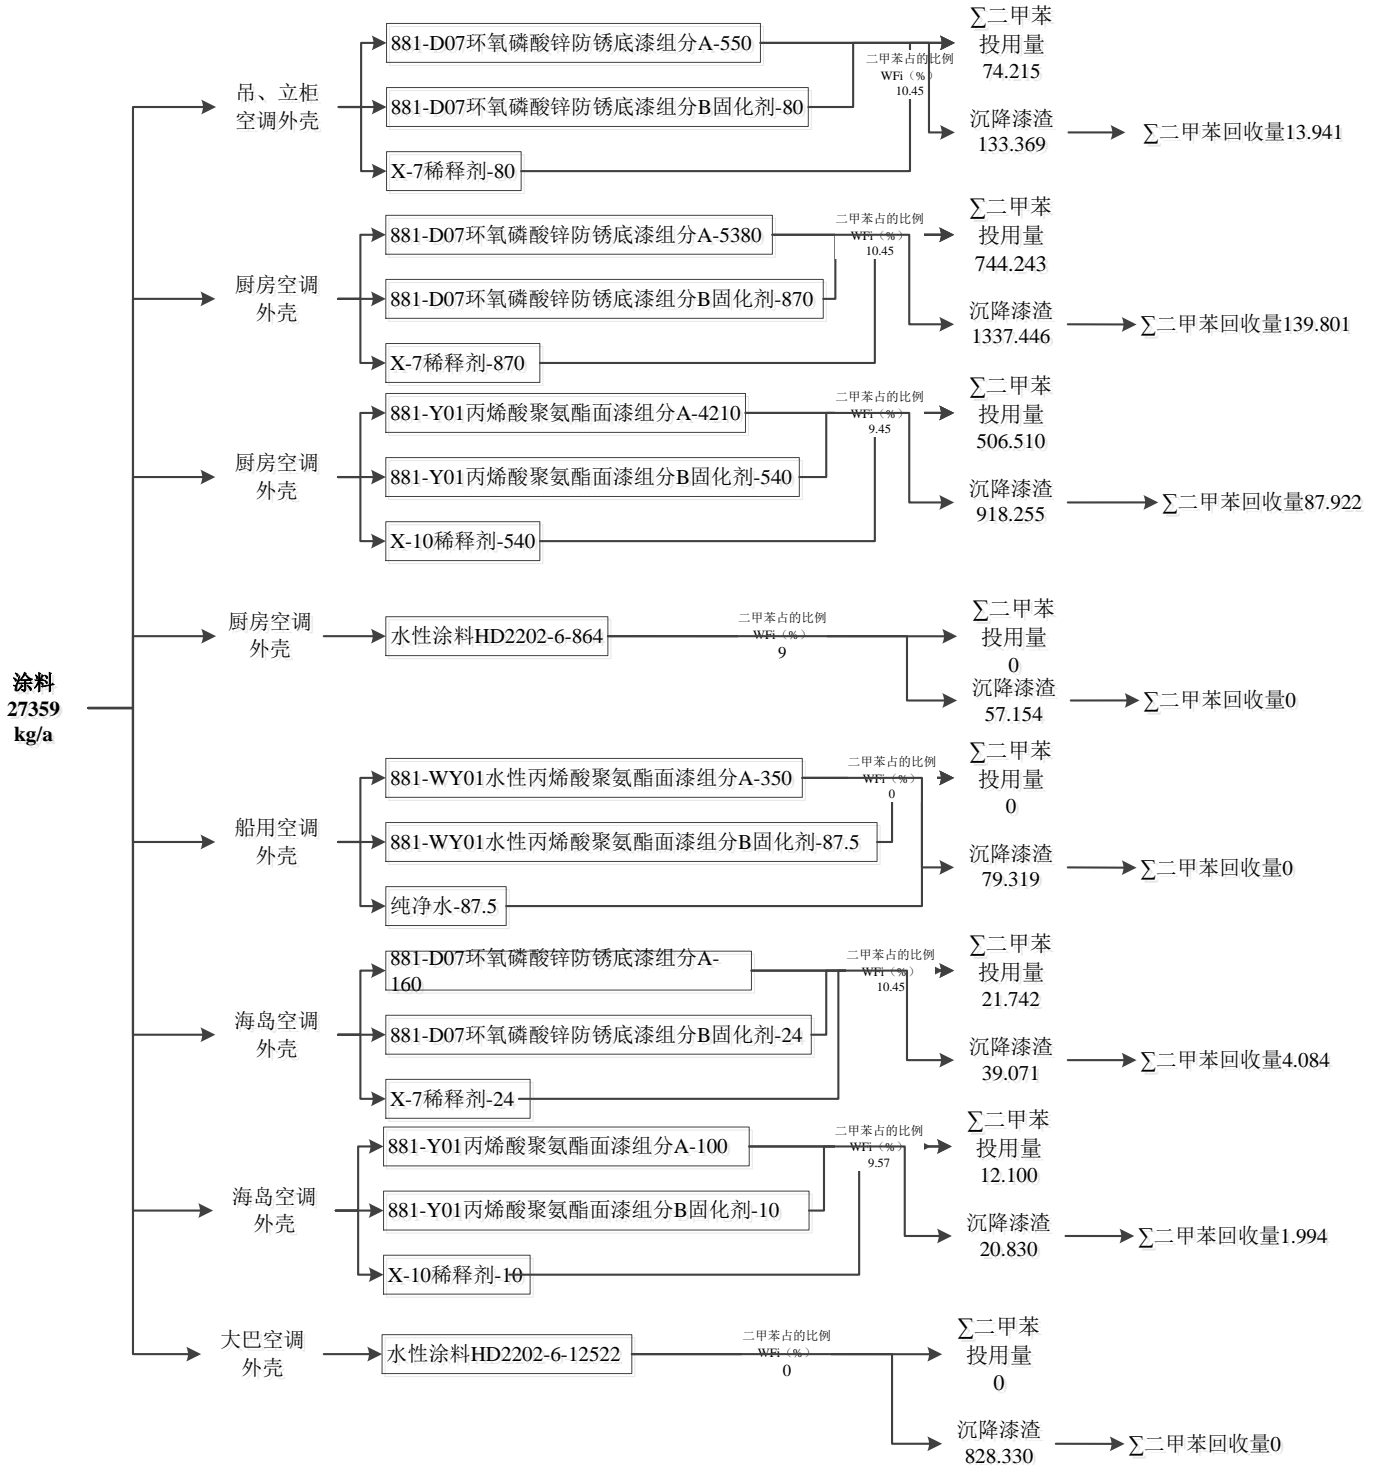 涂料
27359
kg/a
吊、立柜
空调外壳
881-D07环氧磷酸锌防锈底漆组分A-550
881-D07环氧磷酸锌防锈底漆组分B固化剂-80
X-7稀释剂-80
二甲苯占的比例
WFi（%）
10.45
∑二甲苯
投用量
74.215
沉降漆渣
133.369
∑二甲苯回收量13.941
厨房空调
外壳
881-D07环氧磷酸锌防锈底漆组分A-5380
881-D07环氧磷酸锌防锈底漆组分B固化剂-870
X-7稀释剂-870
二甲苯占的比例
WFi（%）
10.45
∑二甲苯
投用量
744.243
沉降漆渣
1337.446
∑二甲苯回收量139.801
厨房空调
外壳
881-Y01丙烯酸聚氨酯面漆组分A-4210
881-Y01丙烯酸聚氨酯面漆组分B固化剂-540
X-10稀释剂-540
二甲苯占的比例
WFi（%）
9.45
∑二甲苯
投用量
506.510
沉降漆渣
918.255
∑二甲苯回收量87.922
厨房空调
外壳
水性涂料HD2202-6-864
二甲苯占的比例
WFi（%）
9
∑二甲苯
投用量
0
沉降漆渣
57.154
∑二甲苯回收量0
船用空调
外壳
881-WY01水性丙烯酸聚氨酯面漆组分A-350
881-WY01水性丙烯酸聚氨酯面漆组分B固化剂-87.5
纯净水-87.5
二甲苯占的比例
WFi（%）
0
∑二甲苯
投用量
0
沉降漆渣
79.319
∑二甲苯回收量0
海岛空调
外壳
881-D07环氧磷酸锌防锈底漆组分A-
160
881-D07环氧磷酸锌防锈底漆组分B固化剂-24
X-7稀释剂-24
二甲苯占的比例
WFi（%）
10.45
∑二甲苯
投用量
21.742
沉降漆渣
39.071
∑二甲苯回收量4.084
海岛空调
外壳
881-Y01丙烯酸聚氨酯面漆组分A-100
881-Y01丙烯酸聚氨酯面漆组分B固化剂-10
X-10稀释剂-10
二甲苯占的比例
WFi（%）
9.57
∑二甲苯
投用量
12.100
沉降漆渣
20.830
∑二甲苯回收量1.994
大巴空调
外壳
水性涂料HD2202-6-12522
二甲苯占的比例
WFi（%）
0
∑二甲苯
投用量
0
沉降漆渣
828.330
∑二甲苯回收量0